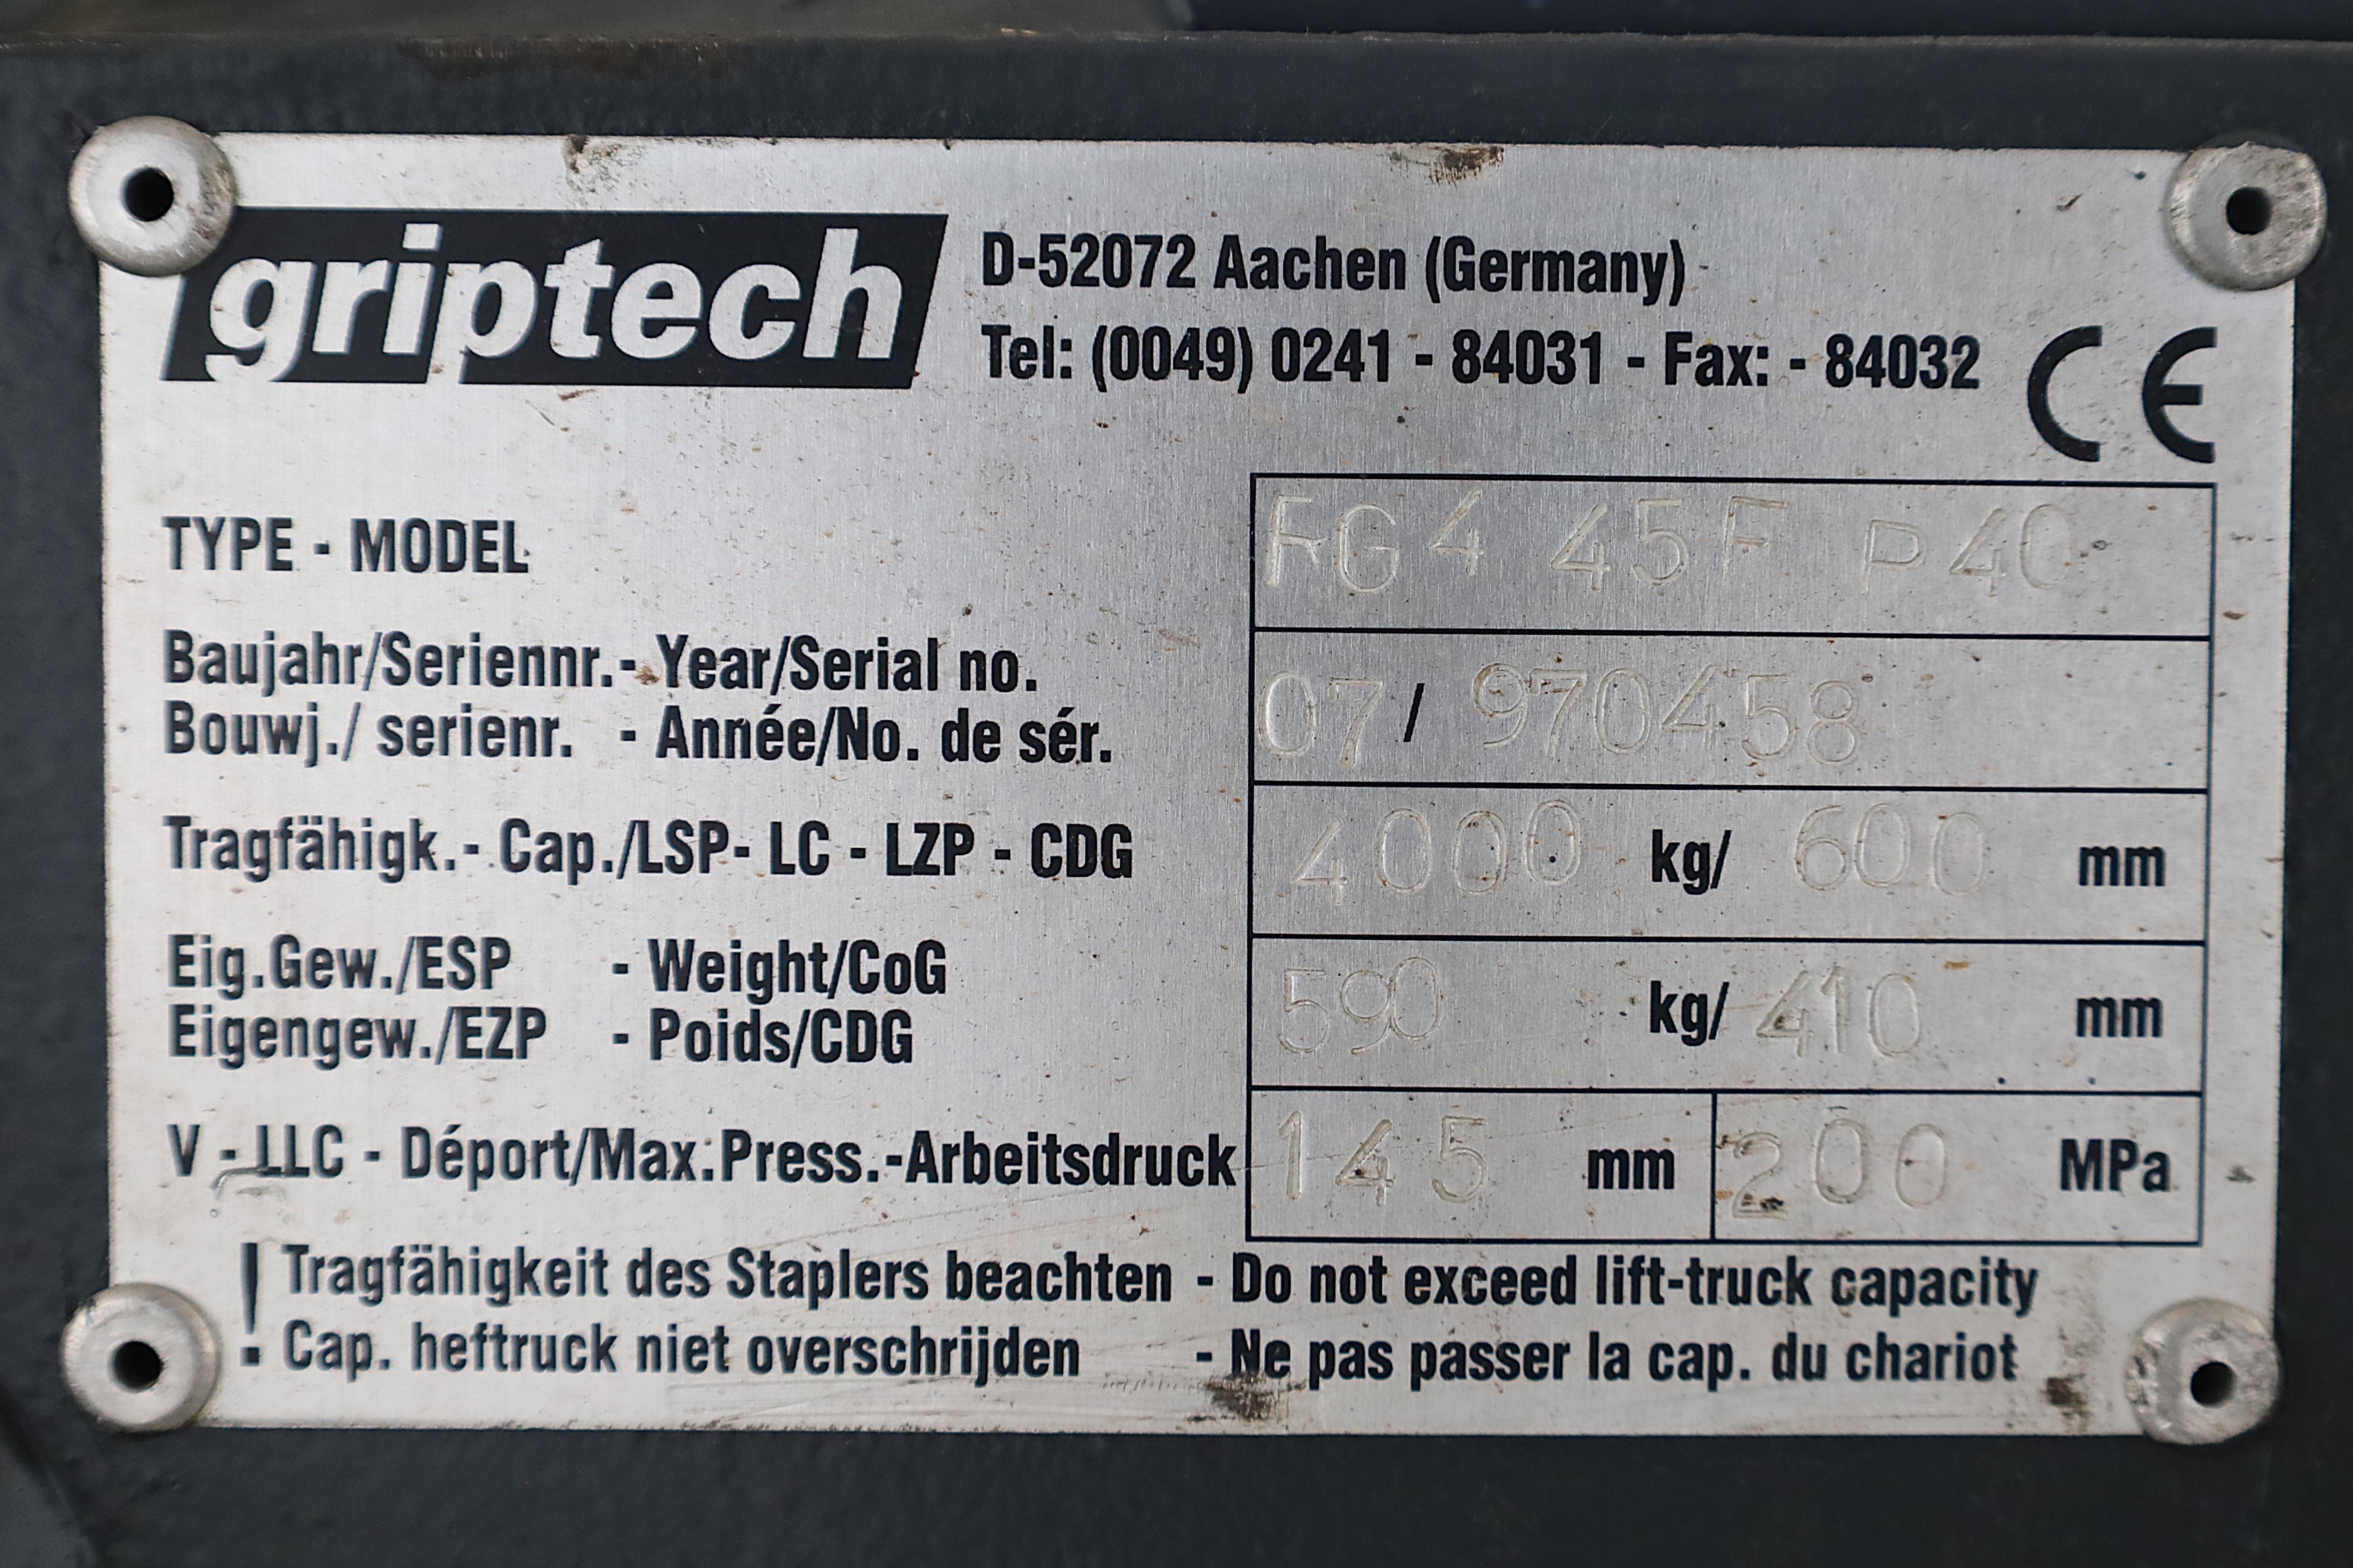 griptech
D-52072 Aachen (Germany)
Tel: (0049) 0241 - 84031 - Fax: - 84032
CE
TYPE - MODEL
FG4 45F P40
Baujahr/Seriennr.- Year/Serial no.
Bouwj./ serienr. - Année/No. de sér.
07/ 970458
Tragfähigk.- Cap./LSP- LC - LZP - CDG
4000 kg/ 600 mm
Eig.Gew./ESP - Weight/CoG
Eigengew./EZP - Poids/CDG
590 kg/ 410 mm
V - LLC - Déport/Max.Press.-Arbeitsdruck
145 mm 200 MPa
! Tragfähigkeit des Staplers beachten - Do not exceed lift-truck capacity
Cap. heftruck niet overschrijden - Ne pas passer la cap. du chariot